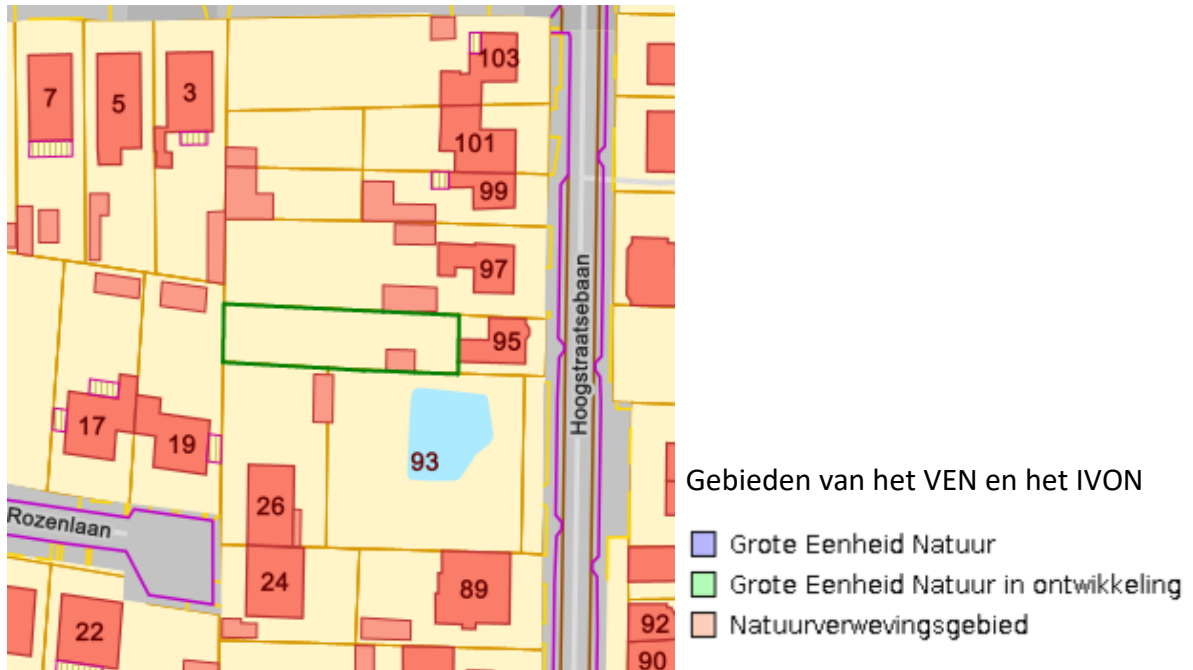 103
7
5
3
101
99
97
95
Hoogstraatsebaan
17
19
93
26
Rozenlaan
24
89
22
92
90
Gebieden van het VEN en het IVON
Grote Eenheid Natuur
Grote Eenheid Natuur in ontwikkeling
Natuurverwevingsgebied